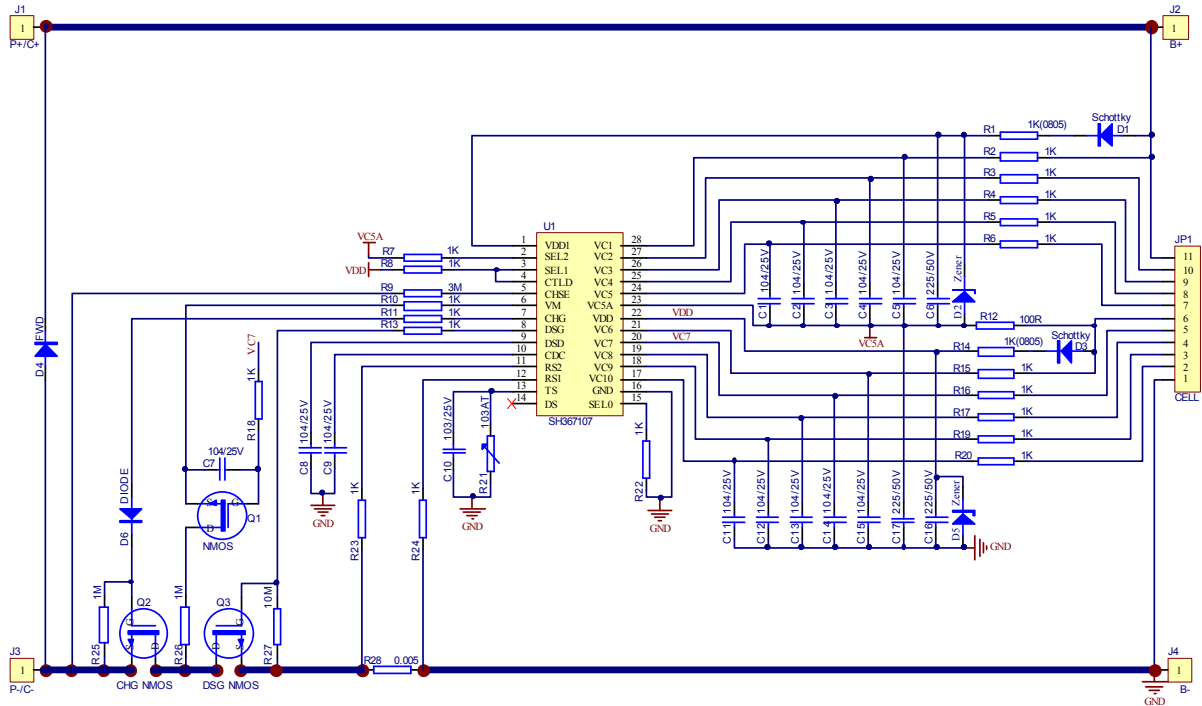 J1
1
P+/C+
J2
1
B+
R1 1K(0805) Schottky D1
R2 1K
R3 1K
R4 1K
R5 1K
R6 1K
JP1
11
10
9
8
7
6
5
4
3
2
1
CELL
U1
1 VDD1 VC1 28
2 SEL2 VC2 27
3 SEL1 VC3 26
4 CTLD VC4 25
5 CHSE VC5 24
6 VM VC5A 23
7 CHG VDD 22
8 DSG VC6 21
9 DSD VC7 20
10 CDC VC8 19
11 RS2 VC9 18
12 RS1 VC10 17
13 TS GND 16
14 DS SEL0 15
SH367107
VC5A
R7 1K
VDD R8 1K
R9 3M
R10 1K
R11 1K
R13 1K
C1 104/25V
C2 104/25V
C3 104/25V
C4 104/25V
C5 104/25V
C6 225/50V
D2 Zener
VDD
VC7
VC5A
R12 100R
R14 1K(0805) Schottky D3
R15 1K
R16 1K
R17 1K
R19 1K
R20 1K
D4 FWD
VC7
R18 1K
104/25V
C7
S G
D
Q1
NMOS
D6 DIODE
C8 104/25V
C9 104/25V
GND
C10 103/25V
R21 103AT
GND
R22 1K
GND
C11 104/25V
C12 104/25V
C13 104/25V
C14 104/25V
C15 104/25V
C17 225/50V
C16 225/50V
D5 Zener
GND
R23 1K
R24 1K
R25 1M
Q2
G
S D
R26 1M
Q3
G
D S
R27 10M
R28 0.005
J3
1
P-/C-
CHG NMOS
DSG NMOS
J4
1
B-
GND